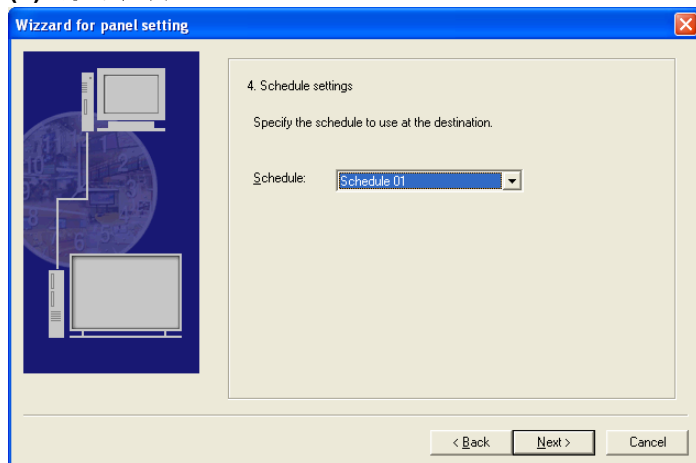 Wizzard for panel setting
4. Schedule settings
Specify the schedule to use at the destination.
Schedule: Schedule 01
< Back Next > Cancel